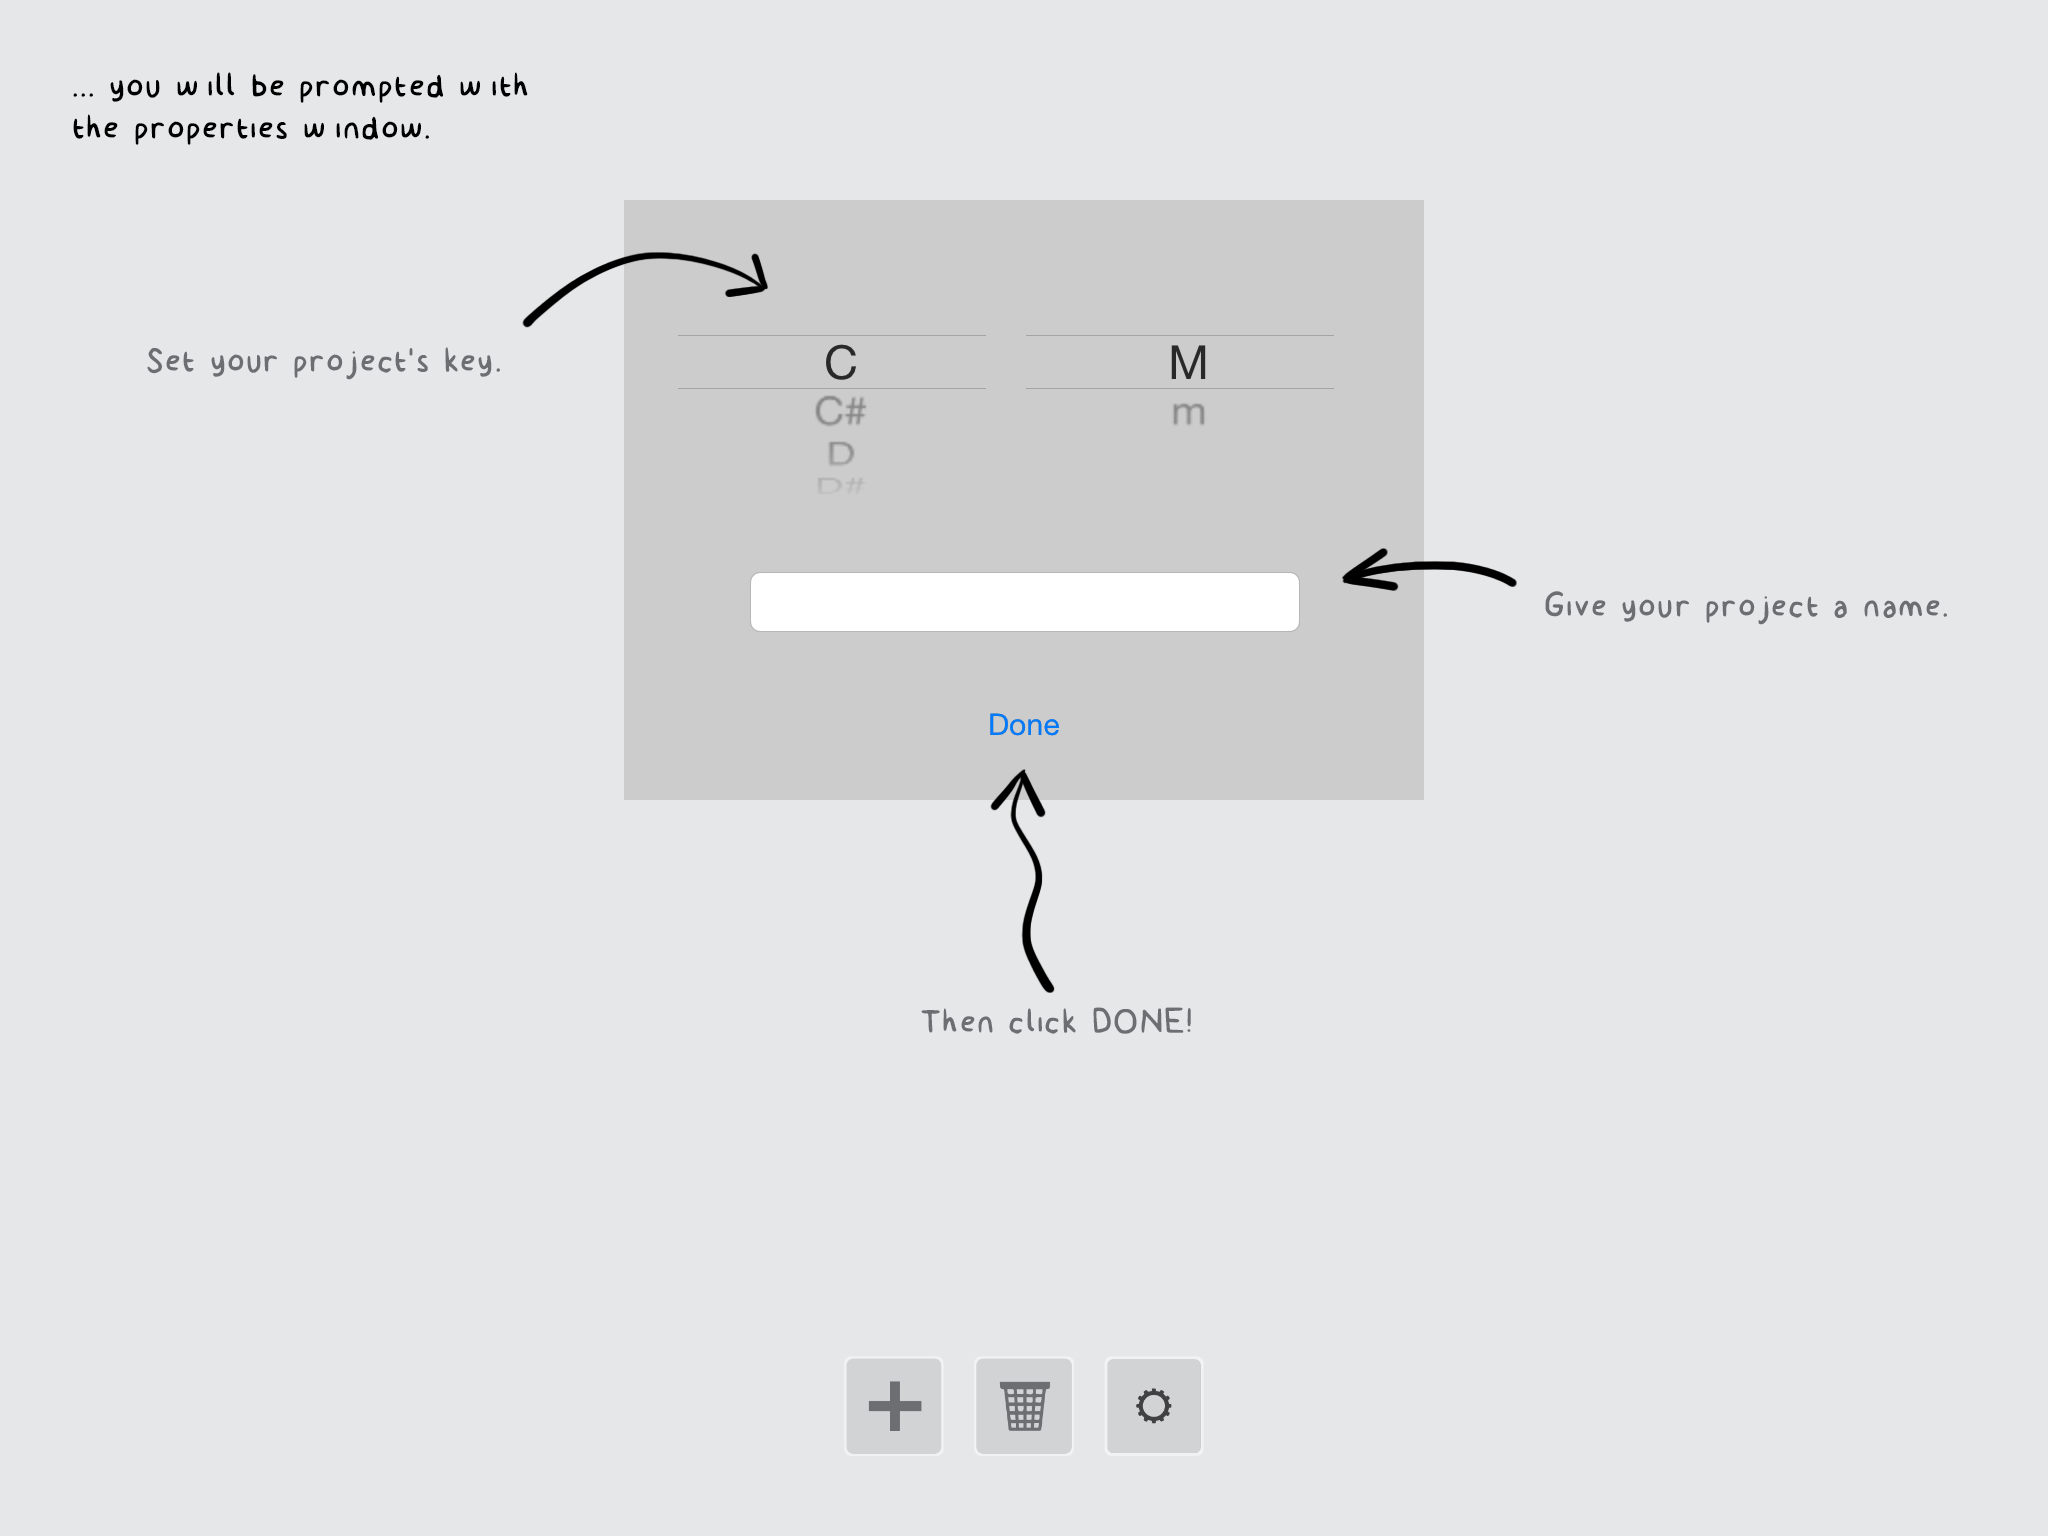 ... you will be prompted with
the properties window.
Set your project's key.
C
M
C#
m
D
D#
Give your project a name.
Done
Then click DONE!